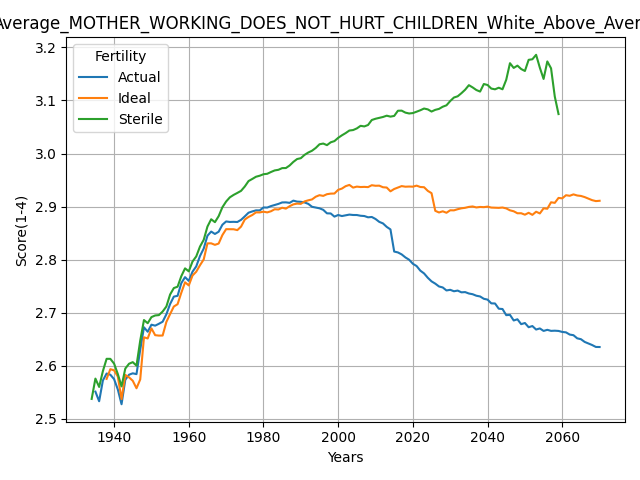 Average_MOTHER_WORKING_DOES_NOT_HURT_CHILDREN_White_Above_Aver
Fertility
Actual
Ideal
Sterile
Score(1-4)
3.2
3.1
3.0
2.9
2.8
2.7
2.6
2.5
1940 1960 1980 2000 2020 2040 2060
Years